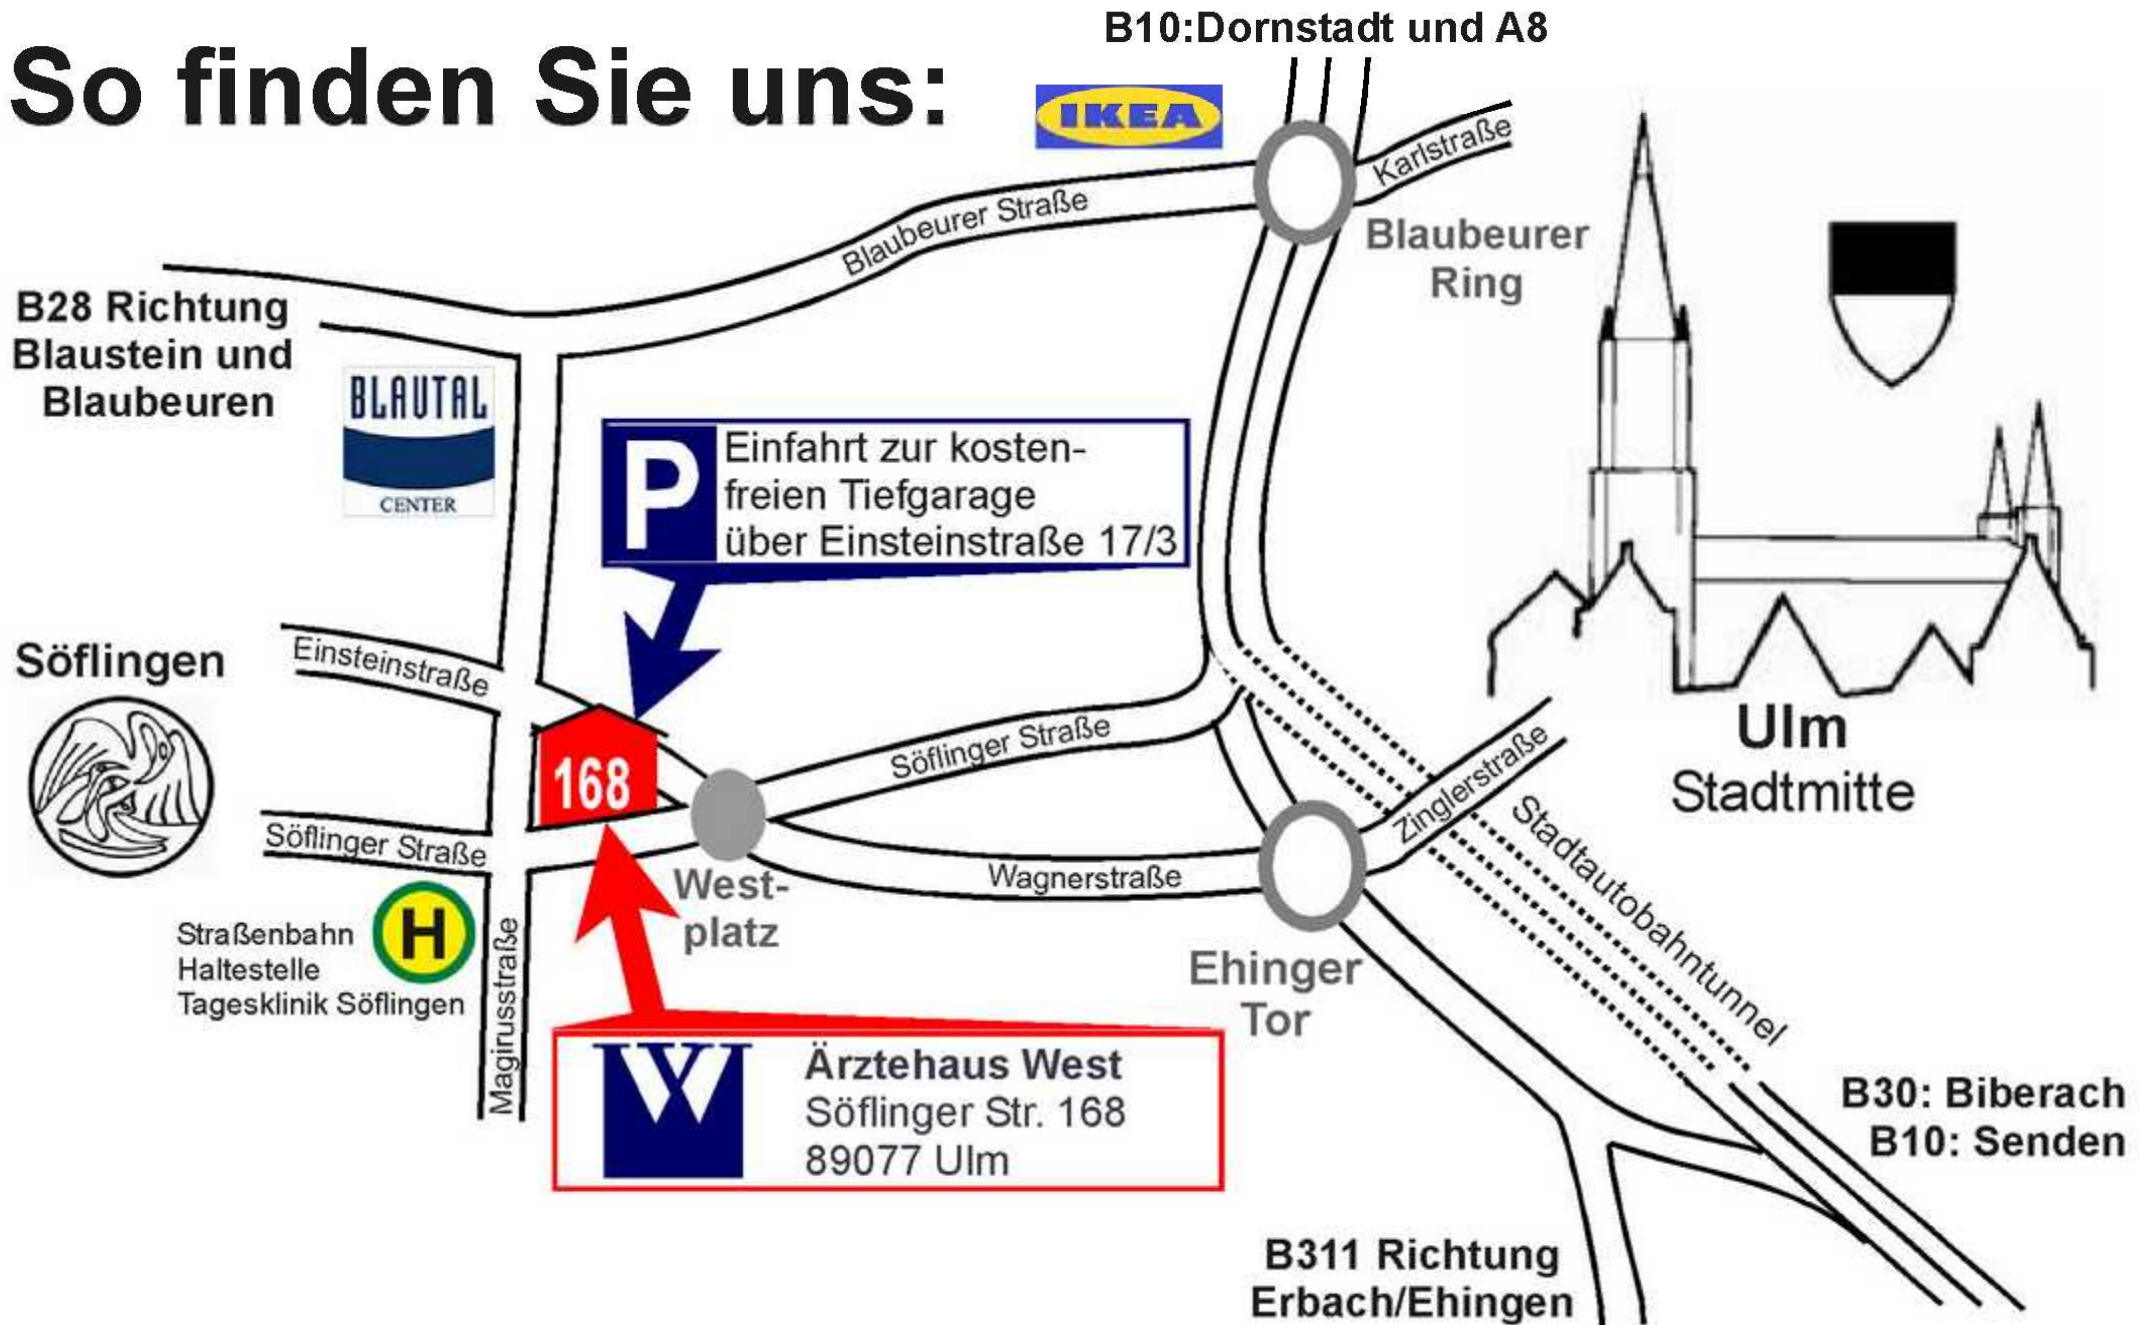 So finden Sie uns:
B10:Dornstadt und A8
IKEA
Karlstraße
Blaubeurer Straße
Blaubeurer
Ring
B28 Richtung
Blaustein und
Blaubeuren
BLAUTAL
CENTER
P
Einfahrt zur kosten-
freien Tiefgarage
über Einsteinstraße 17/3
Söflingen
Einsteinstraße
168
Söflinger Straße
Ulm
Stadtmitte
Zinglerstraße
Söflinger Straße
West-
platz
Wagnerstraße
Stadtautobahntunnel
Straßenbahn
Haltestelle
Tagesklinik Söflingen
H
Magirusstraße
Ehinger
Tor
W
Ärztehaus West
Söflinger Str. 168
89077 Ulm
B30: Biberach
B10: Senden
B311 Richtung
Erbach/Ehingen